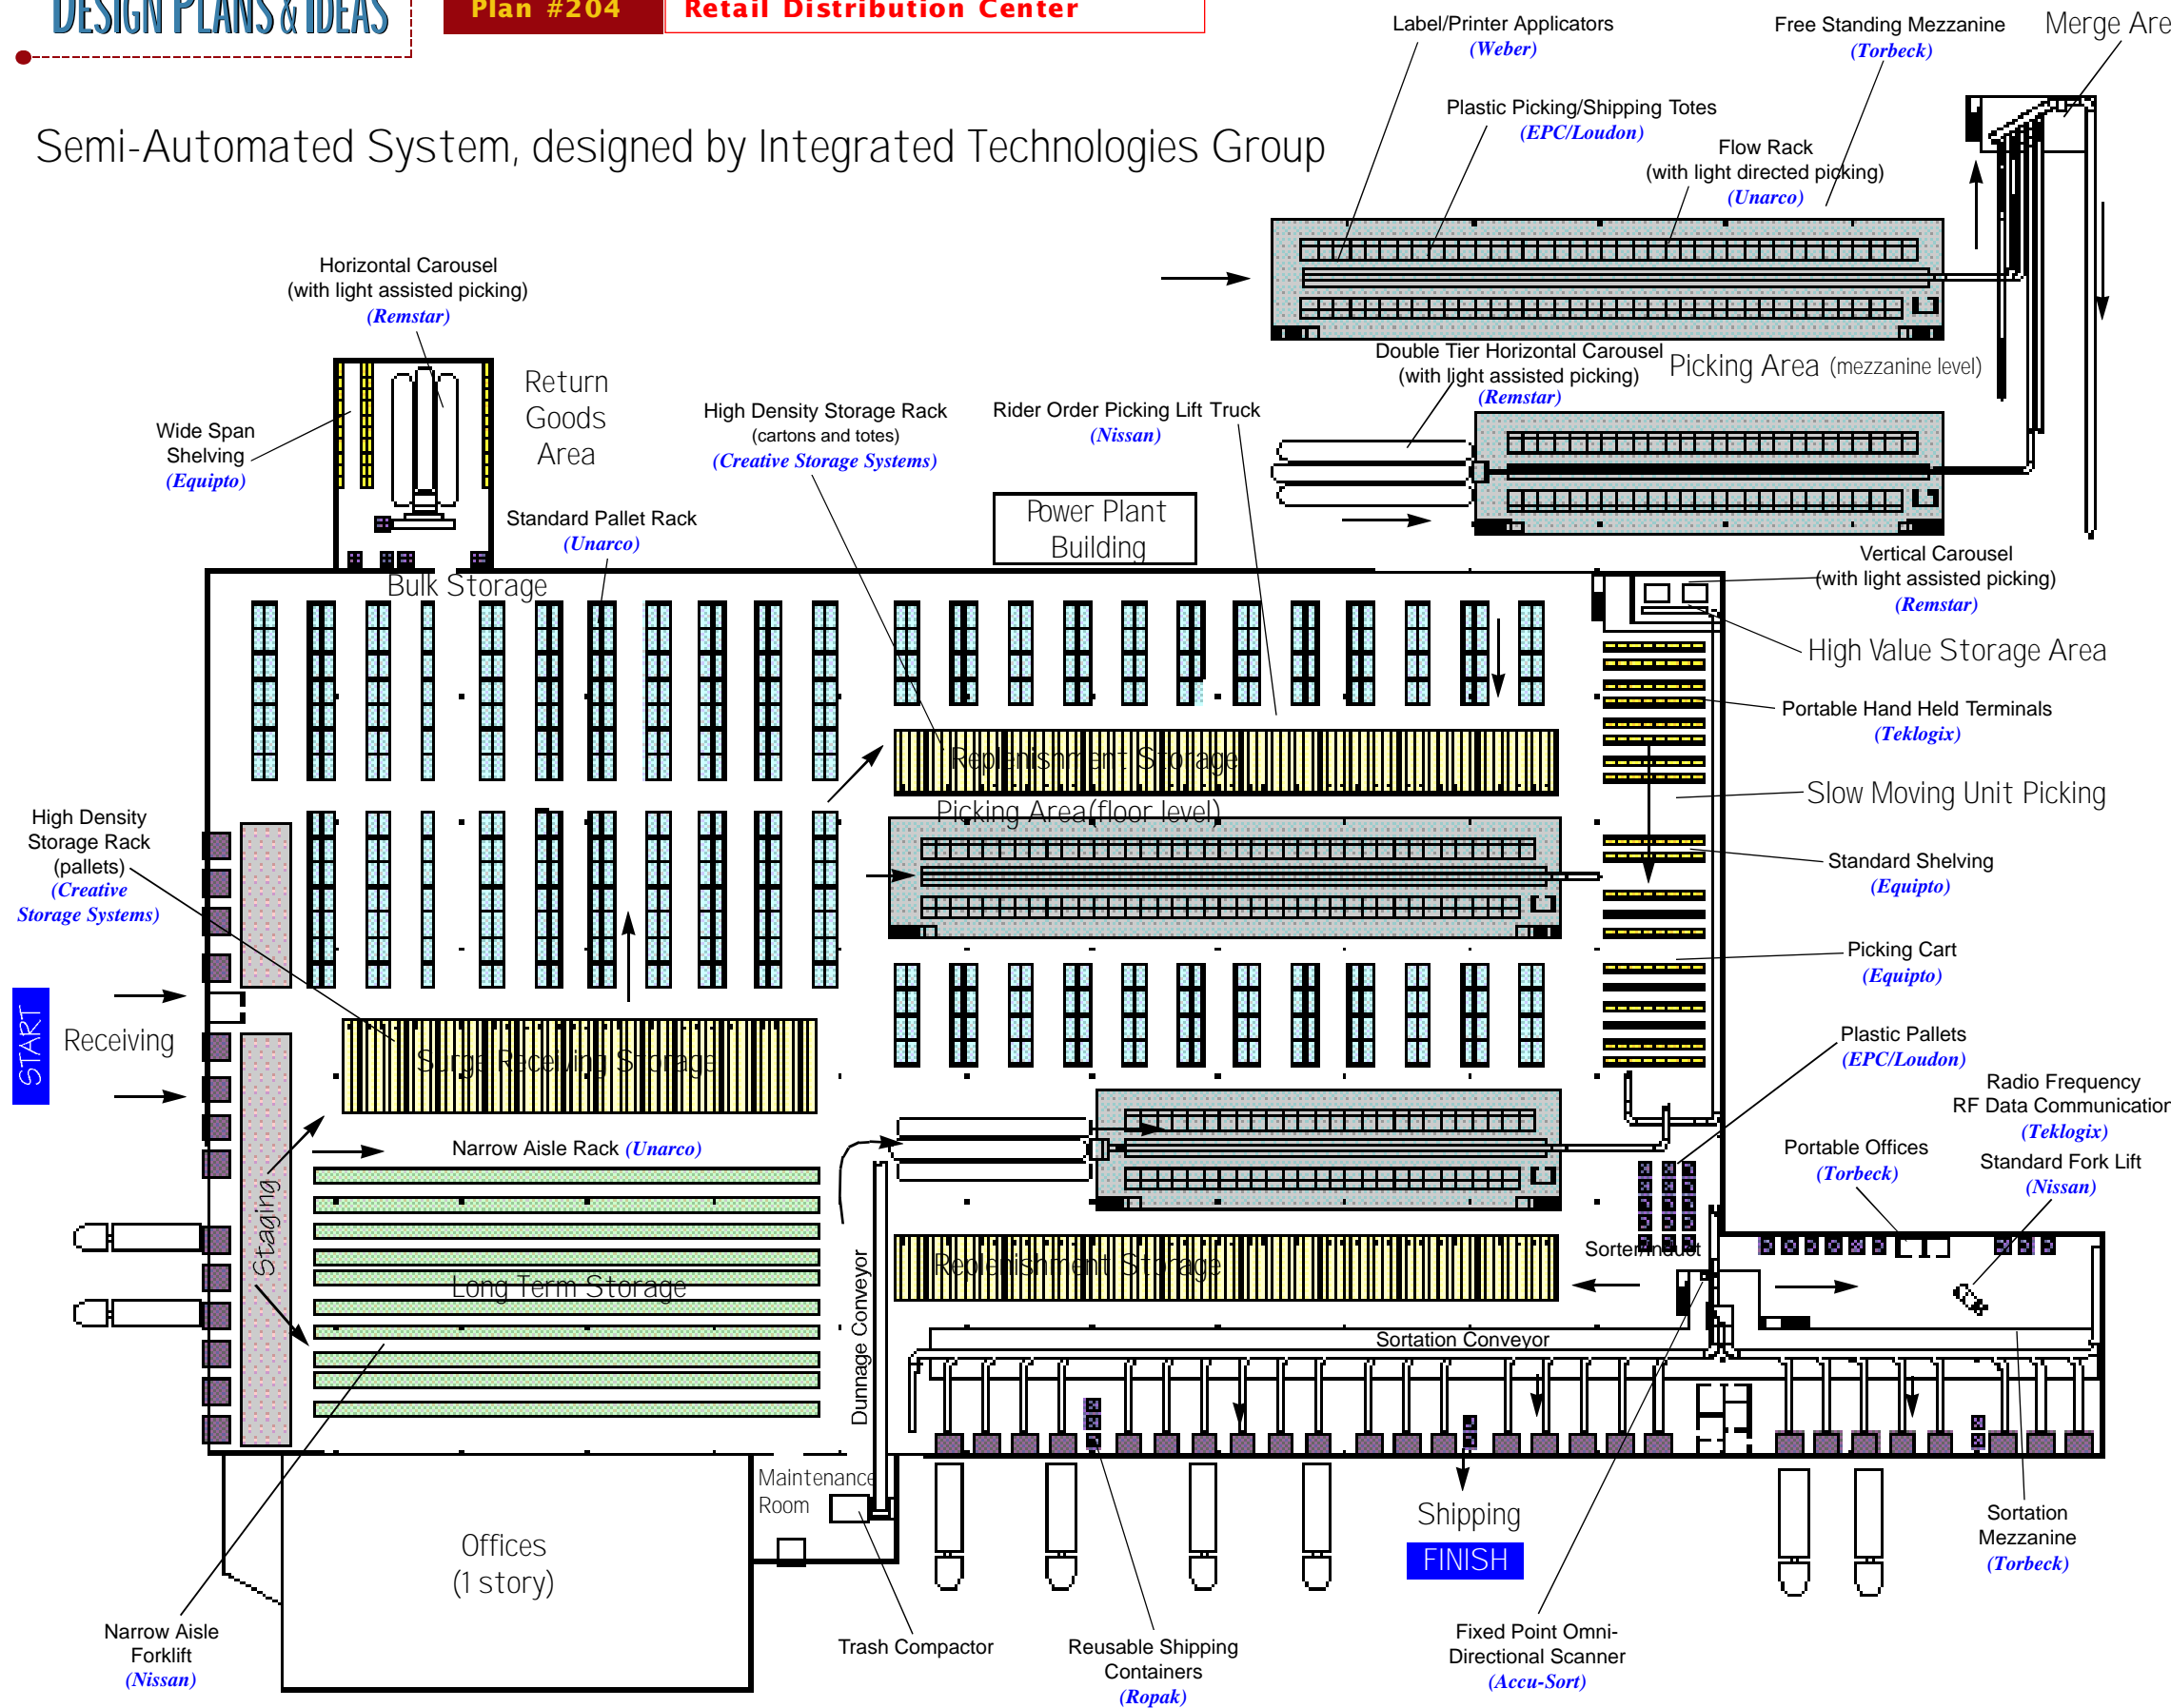 DESIGN PLANS & IDEAS
Plan #204
Retail Distribution Center
Semi-Automated System, designed by Integrated Technologies Group
Label/Printer Applicators
(Weber)
Free Standing Mezzanine
(Torbeck)
Merge Are
Plastic Picking/Shipping Totes
(EPC/Loudon)
Flow Rack
(with light directed picking)
(Unarco)
Horizontal Carousel
(with light assisted picking)
(Remstar)
Double Tier Horizontal Carousel
(with light assisted picking)
(Remstar)
Picking Area (mezzanine level)
Return
Goods
Area
Wide Span
Shelving
(Equipto)
High Density Storage Rack
(cartons and totes)
(Creative Storage Systems)
Rider Order Picking Lift Truck
(Nissan)
Standard Pallet Rack
(Unarco)
Power Plant
Building
Bulk Storage
Vertical Carousel
(with light assisted picking)
(Remstar)
High Value Storage Area
Portable Hand Held Terminals
(Teklogix)
Replenishment Storage
Slow Moving Unit Picking
Picking Area (floor level)
High Density
Storage Rack
(pallets)
(Creative
Storage Systems)
Standard Shelving
(Equipto)
Picking Cart
(Equipto)
START
Receiving
Surge Receiving Storage
Plastic Pallets
(EPC/Loudon)
Radio Frequency
RF Data Communication
(Teklogix)
Narrow Aisle Rack (Unarco)
Portable Offices
(Torbeck)
Standard Fork Lift
(Nissan)
Staging
Long Term Storage
Dunnage Conveyor
Replenishment Storage
Sorter/Induct
Sortation Conveyor
Maintenance
Room
Offices
(1 story)
Shipping
FINISH
Sortation
Mezzanine
(Torbeck)
Narrow Aisle
Forklift
(Nissan)
Trash Compactor
Reusable Shipping
Containers
(Ropak)
Fixed Point Omni-
Directional Scanner
(Accu-Sort)